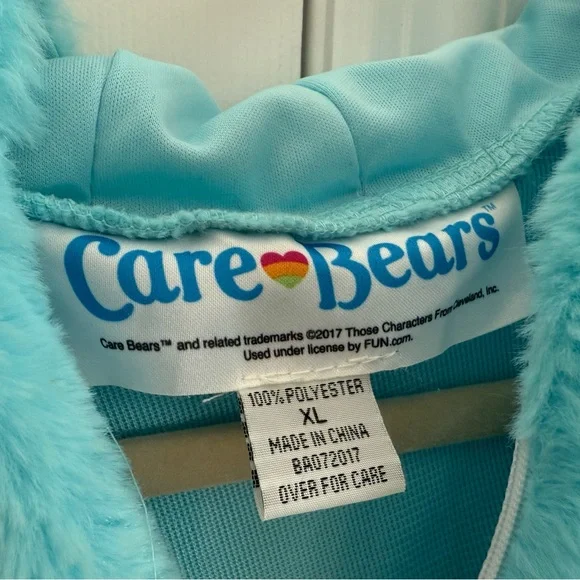 Care Bears™
Care Bears™ and related trademarks ©2017 Those Characters From Cleveland, Inc.
Used under license by FUN.com.
100% POLYESTER
XL
MADE IN CHINA
BA072017
OVER FOR CARE